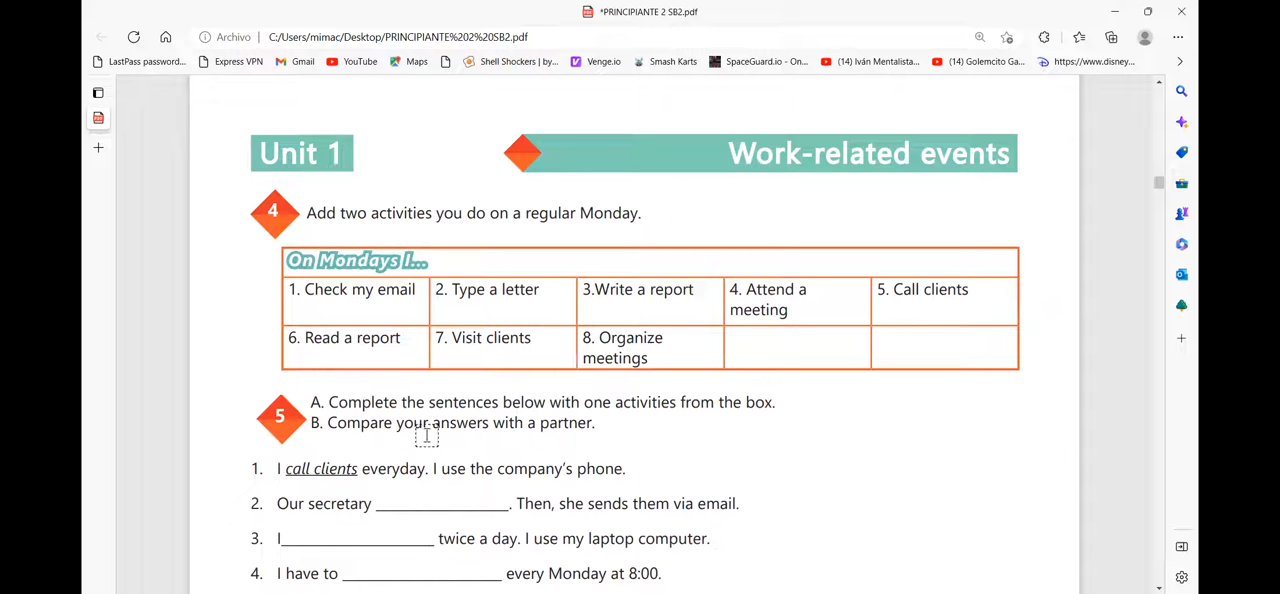 *PRINCIPIANTE 2 SB2.pdf
Archivo | C:/Users/mimac/Desktop/PRINCIPIANTE%202%20SB2.pdf
LastPass password... Express VPN Gmail YouTube Maps Shell Shockers | by... Venge.io Smash Karts SpaceGuard.io - On... (14) Iván Mentalista... (14) Golemcito Ga... https://www.disney...
Unit 1 Work-related events
4 Add two activities you do on a regular Monday.
On Mondays I...
1. Check my email 2. Type a letter 3.Write a report 4. Attend a meeting 5. Call clients
6. Read a report 7. Visit clients 8. Organize meetings
5 A. Complete the sentences below with one activities from the box.
B. Compare your answers with a partner.
1. I call clients everyday. I use the company's phone.
2. Our secretary _______________. Then, she sends them via email.
3. I__________________ twice a day. I use my laptop computer.
4. I have to ___________________ every Monday at 8:00.